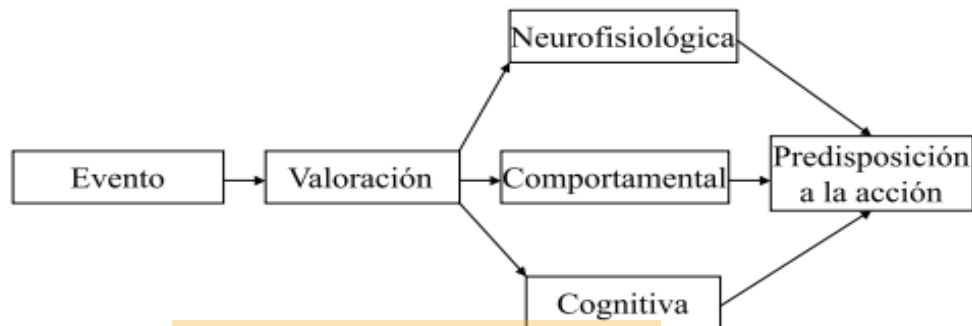 Neurofisiológica
Evento
Valoración
Comportamental
Predisposición
a la acción
Cognitiva